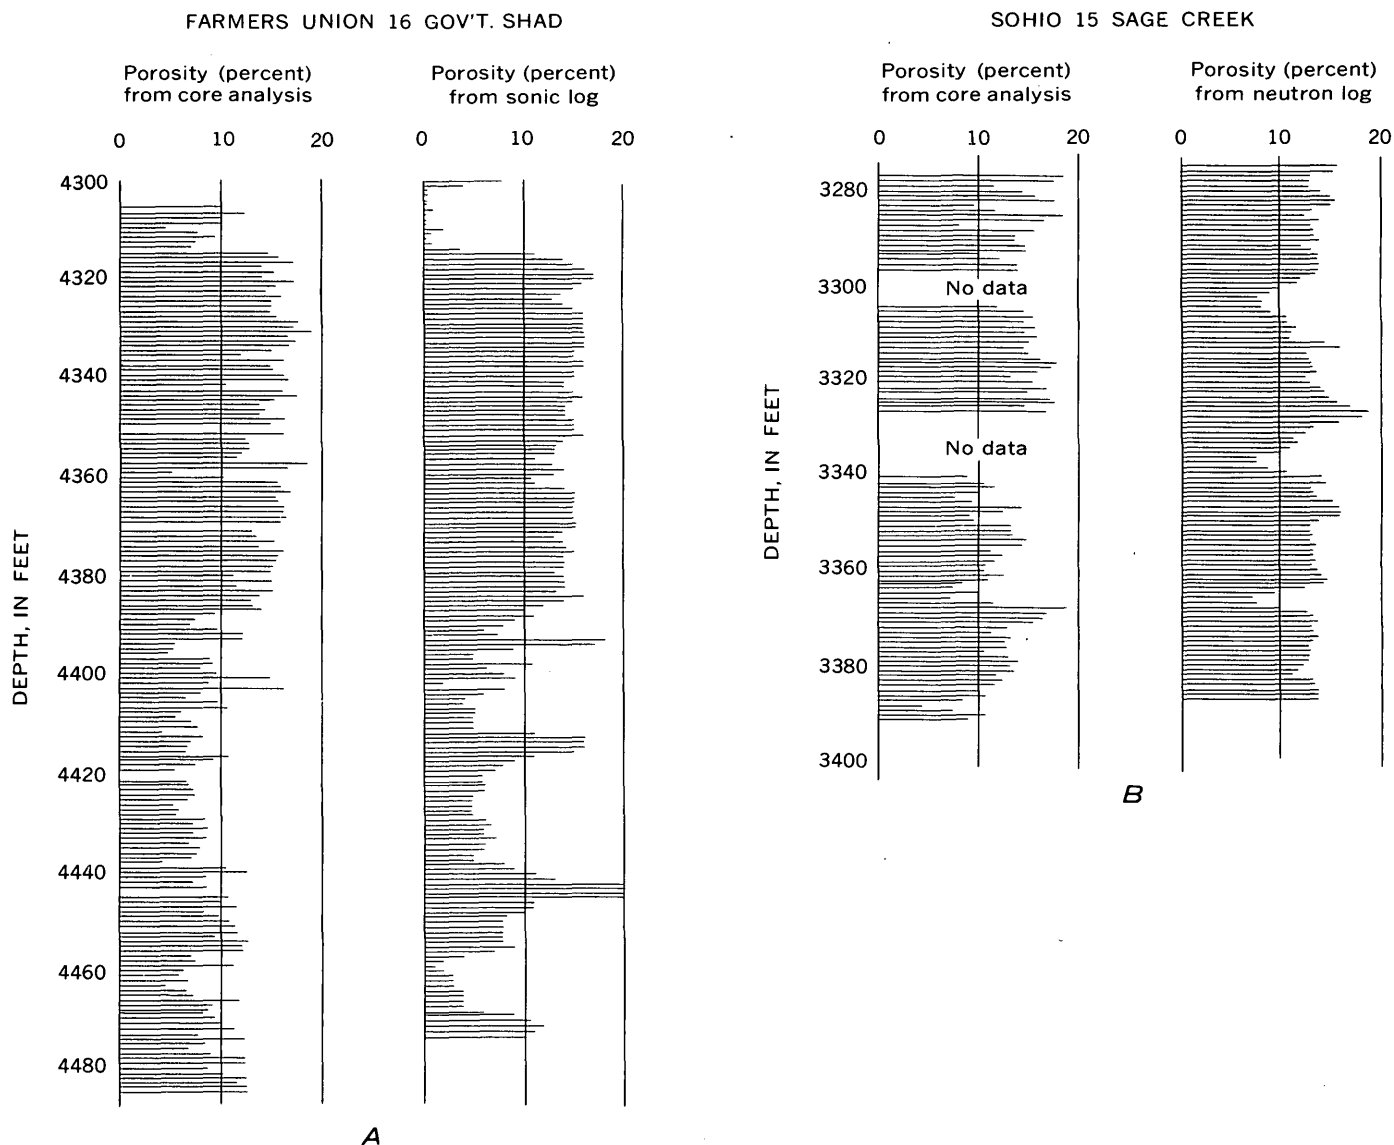 FARMERS UNION 16 GOV'T. SHAD
Porosity (percent)
from core analysis
Porosity (percent)
from sonic log
0 10 20
0 10 20
4300
4320
4340
4360
4380
4400
4420
4440
4460
4480
DEPTH, IN FEET
A
SOHIO 15 SAGE CREEK
Porosity (percent)
from core analysis
Porosity (percent)
from neutron log
0 10 20
0 10 20
3280
3300
No data
3320
No data
3340
3360
3380
3400
DEPTH, IN FEET
B